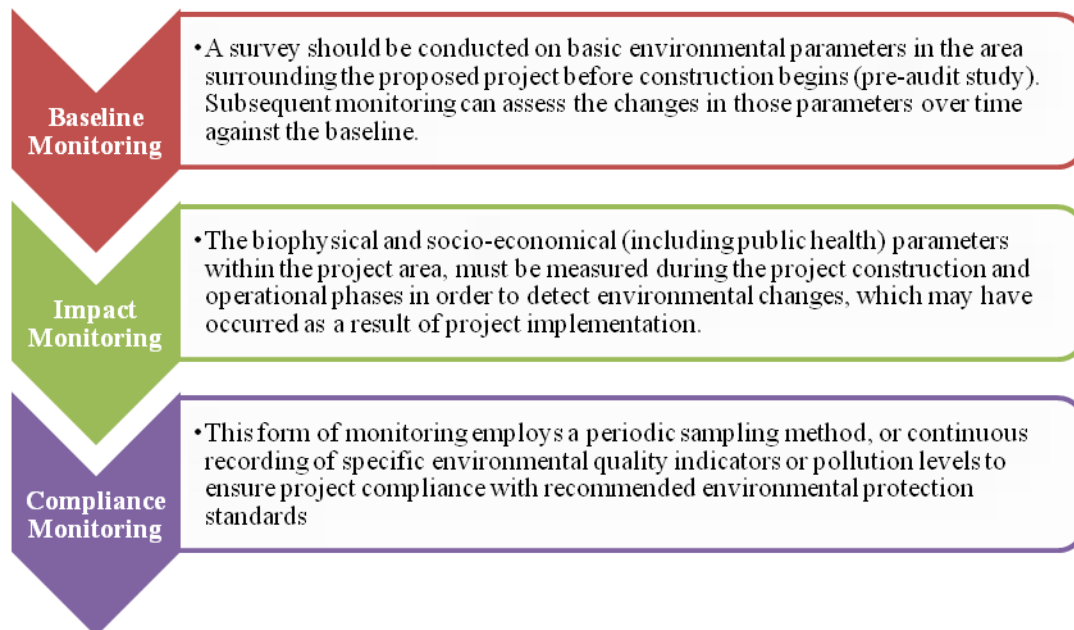 Baseline
Monitoring
•A survey should be conducted on basic environmental parameters in the area
surrounding the proposed project before construction begins (pre-audit study).
Subsequent monitoring can assess the changes in those parameters over time
against the baseline.
Impact
Monitoring
•The biophysical and socio-economical (including public health) parameters
within the project area, must be measured during the project construction and
operational phases in order to detect environmental changes, which may have
occurred as a result of project implementation.
Compliance
Monitoring
•This form of monitoring employs a periodic sampling method, or continuous
recording of specific environmental quality indicators or pollution levels to
ensure project compliance with recommended environmental protection
standards